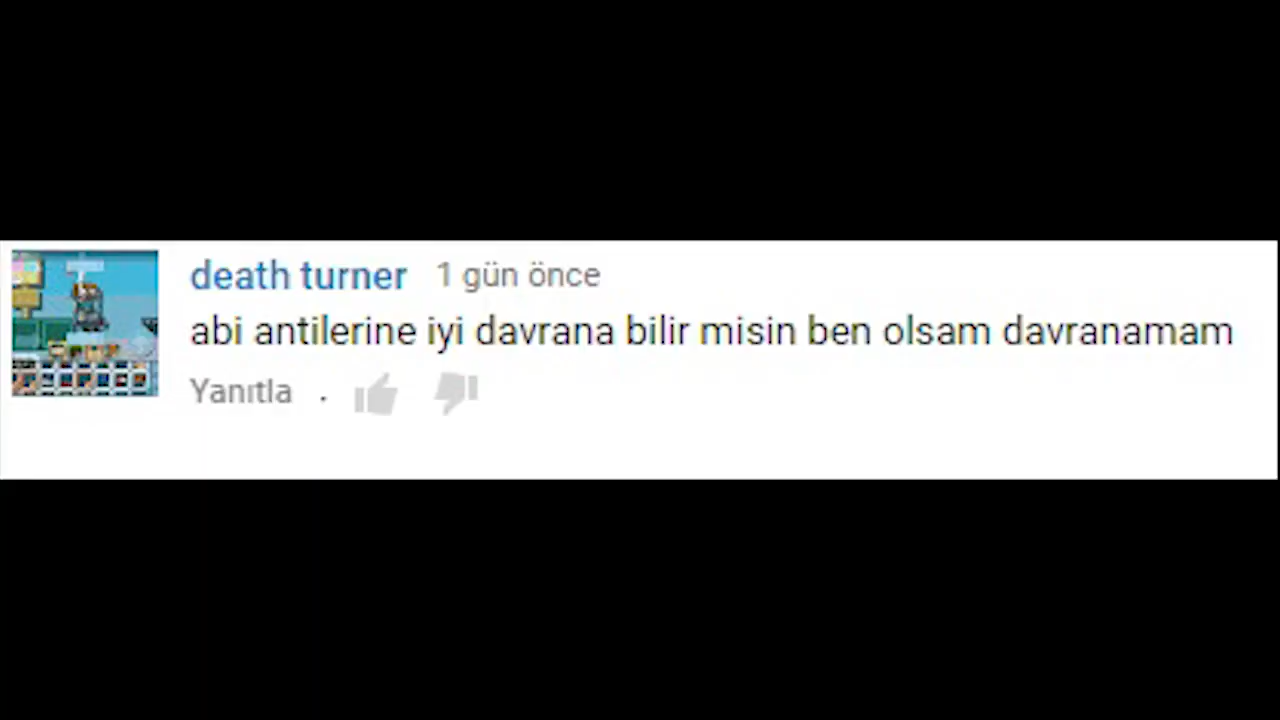 death turner 1 gün önce
abi antilerine iyi davrana bilir misin ben olsam davranamam
Yanıtla .